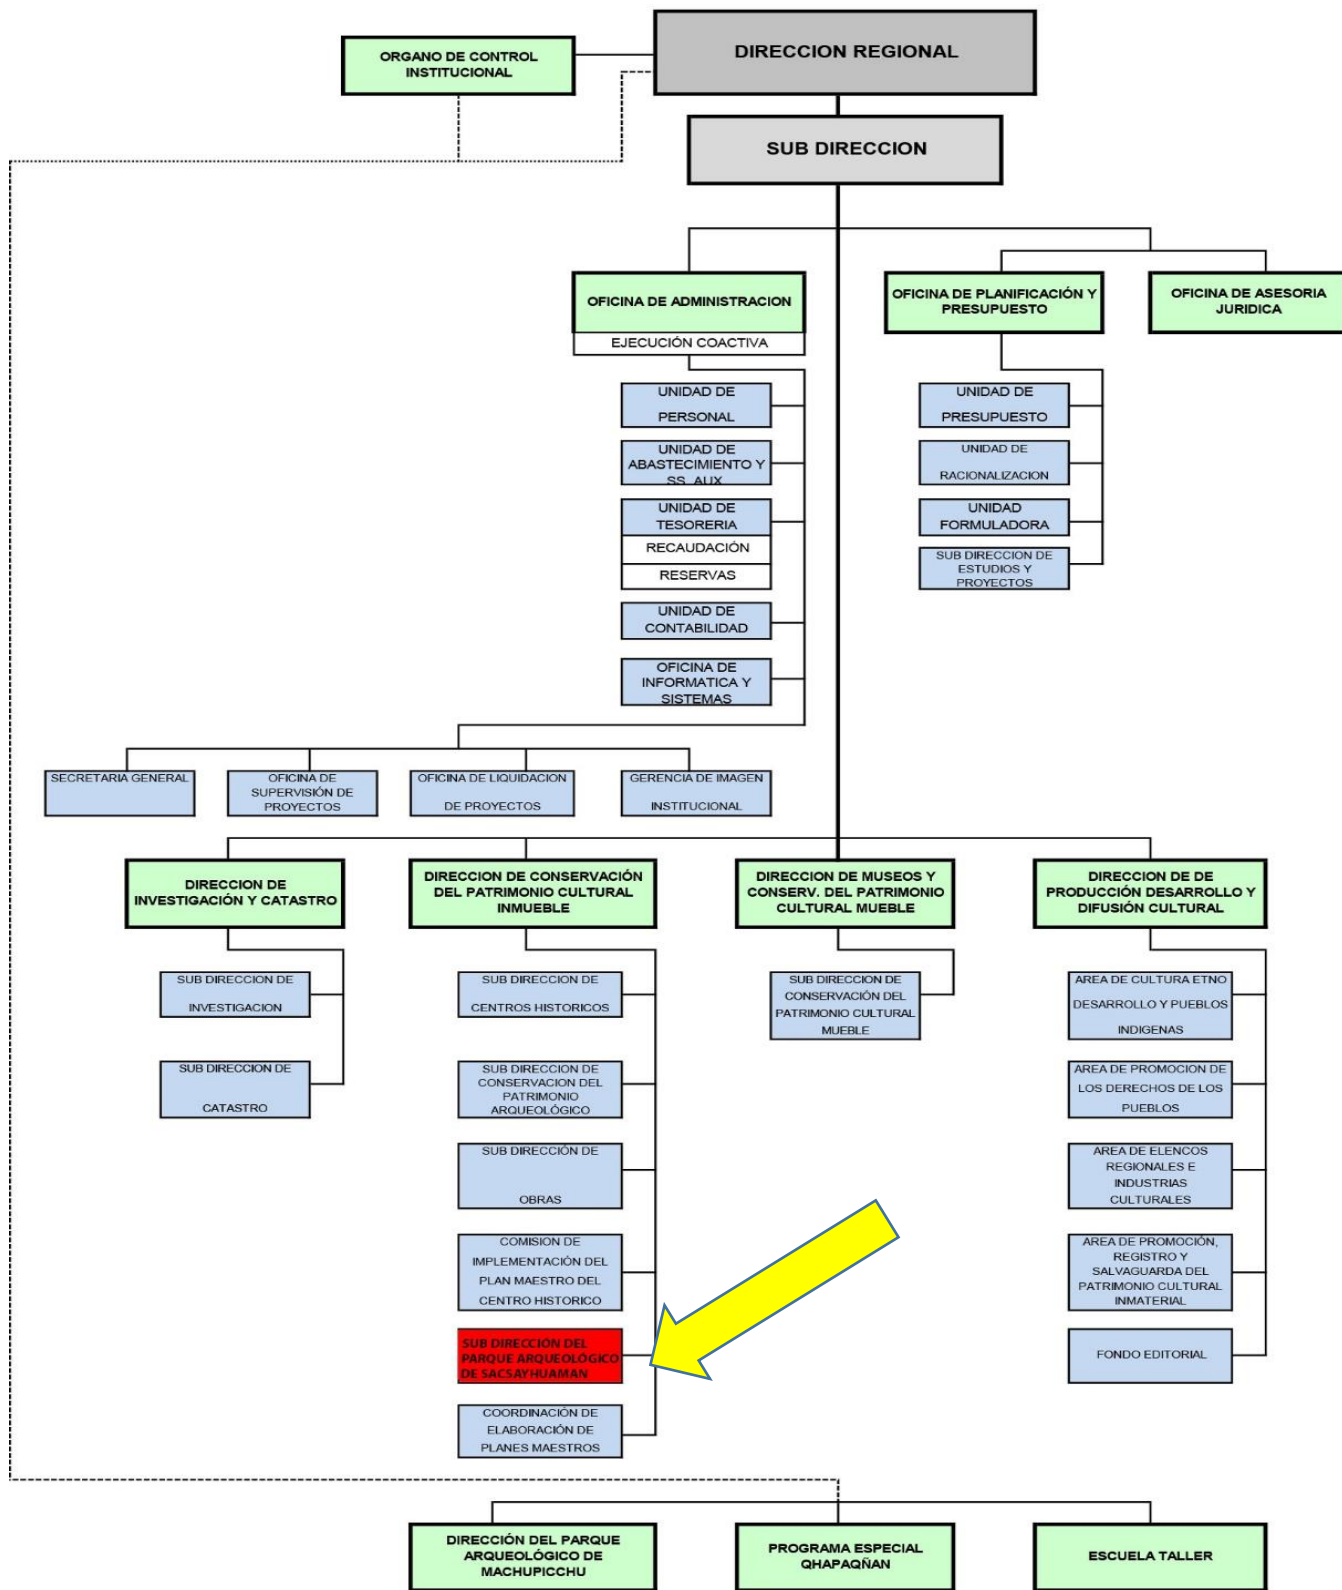 DIRECCION REGIONAL
ORGANO DE CONTROL
INSTITUCIONAL
SUB DIRECCION
OFICINA DE ADMINISTRACION
EJECUCIÓN COACTIVA
OFICINA DE PLANIFICACIÓN Y
PRESUPUESTO
OFICINA DE ASESORIA
JURIDICA
UNIDAD DE
PERSONAL
UNIDAD DE
ABASTECIMIENTO Y
SS. AUX
UNIDAD DE
TESORERIA
RECAUDACIÓN
RESERVAS
UNIDAD DE
CONTABILIDAD
OFICINA DE
INFORMATICA Y
SISTEMAS
UNIDAD DE
PRESUPUESTO
UNIDAD DE
RACIONALIZACION
UNIDAD
FORMULADORA
SUB DIRECCION DE
ESTUDIOS Y
PROYECTOS
SECRETARIA GENERAL
OFICINA DE
SUPERVISIÓN DE
PROYECTOS
OFICINA DE LIQUIDACION
DE PROYECTOS
GERENCIA DE IMAGEN
INSTITUCIONAL
DIRECCION DE
INVESTIGACIÓN Y CATASTRO
DIRECCION DE CONSERVACIÓN
DEL PATRIMONIO CULTURAL
INMUEBLE
DIRECCION DE MUSEOS Y
CONSERV. DEL PATRIMONIO
CULTURAL MUEBLE
DIRECCION DE DE
PRODUCCIÓN DESARROLLO Y
DIFUSIÓN CULTURAL
SUB DIRECCION DE
INVESTIGACION
SUB DIRECCION DE
CATASTRO
SUB DIRECCION DE
CENTROS HISTORICOS
SUB DIRECCION DE
CONSERVACION DEL
PATRIMONIO
ARQUEOLÓGICO
SUB DIRECCIÓN DE
OBRAS
COMISION DE
IMPLEMENTACIÓN DEL
PLAN MAESTRO DEL
CENTRO HISTORICO
SUB DIRECCIÓN DEL
PARQUE ARQUEOLÓGICO
DE SACSAYHUAMAN
COORDINACIÓN DE
ELABORACIÓN DE
PLANES MAESTROS
SUB DIRECCION DE
CONSERVACIÓN DEL
PATRIMONIO CULTURAL
MUEBLE
AREA DE CULTURA ETNO
DESARROLLO Y PUEBLOS
INDIGENAS
AREA DE PROMOCION DE
LOS DERECHOS DE LOS
PUEBLOS
AREA DE ELENCOS
REGIONALES E
INDUSTRIAS
CULTURALES
AREA DE PROMOCIÓN,
REGISTRO Y
SALVAGUARDA DEL
PATRIMONIO CULTURAL
INMATERIAL
FONDO EDITORIAL
DIRECCIÓN DEL PARQUE
ARQUEOLÓGICO DE
MACHUPICCHU
PROGRAMA ESPECIAL
QHAPAQÑAN
ESCUELA TALLER